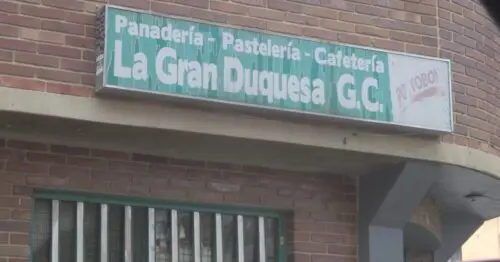 Panadería - Pastelería - Cafetería
La Gran Duquesa G.C.